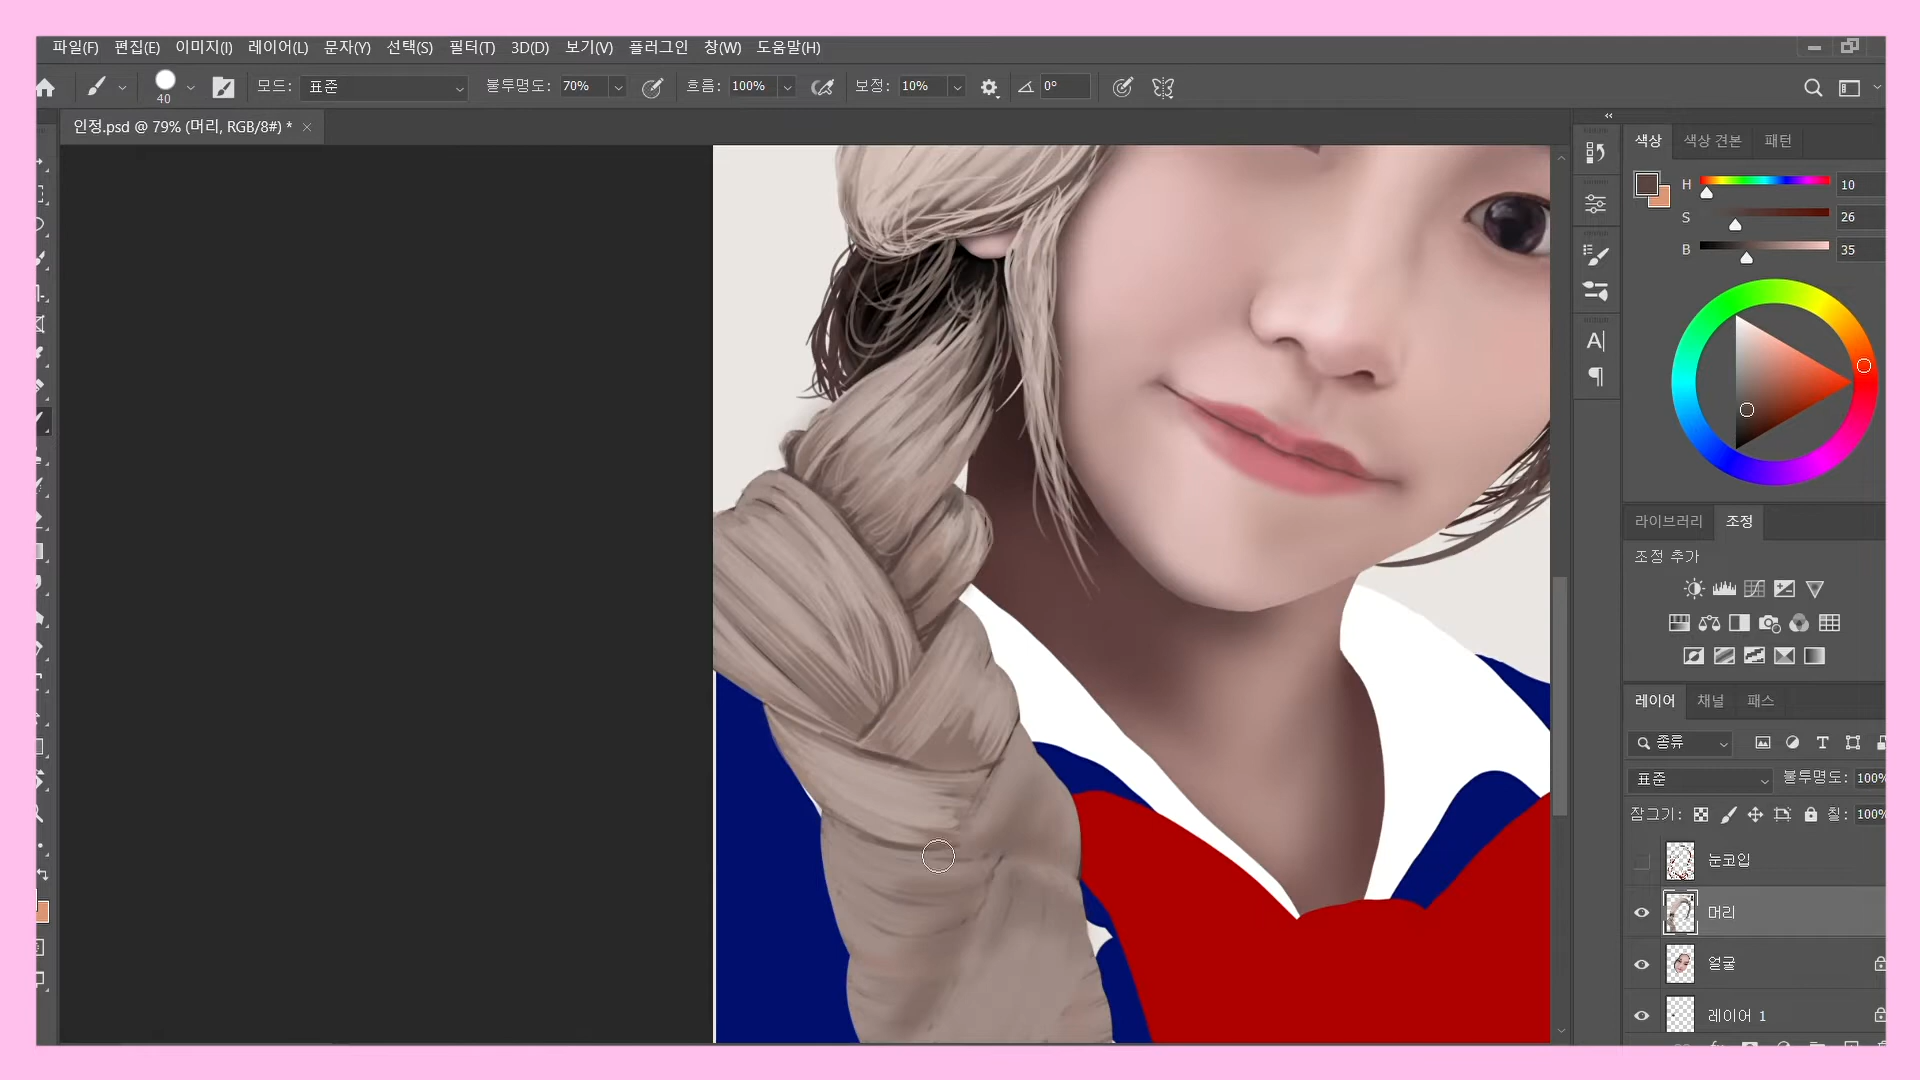 파일(F) 편집(E) 이미지(I) 레이어(L) 문자(Y) 선택(S) 필터(T) 3D(D) 보기(V) 플러그인 창(W) 도움말(H)
40 모드: 표준 불투명도: 70% 흐름: 100% 보정: 10% 0°
인정.psd @ 79% (머리, RGB/8#) * ×
색상 색상 견본 패턴
H 10
S 26
B 35
라이브러리 조정
조정 추가
레이어 채널 패스
종류
표준 불투명도: 100%
잠그기: 칠: 100%
눈코입
머리
얼굴
레이어 1